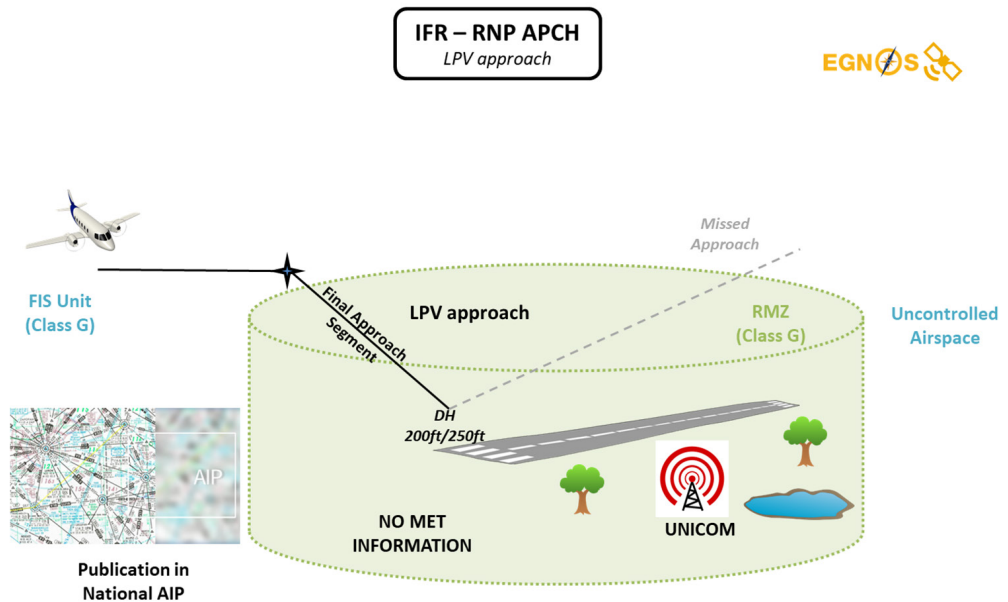 IFR – RNP APCH
LPV approach
EGNOS
Missed
Approach
FIS Unit
(Class G)
Final Approach
Segment
LPV approach
RMZ
(Class G)
Uncontrolled
Airspace
DH
200ft/250ft
AIP
NO MET
INFORMATION
UNICOM
Publication in
National AIP